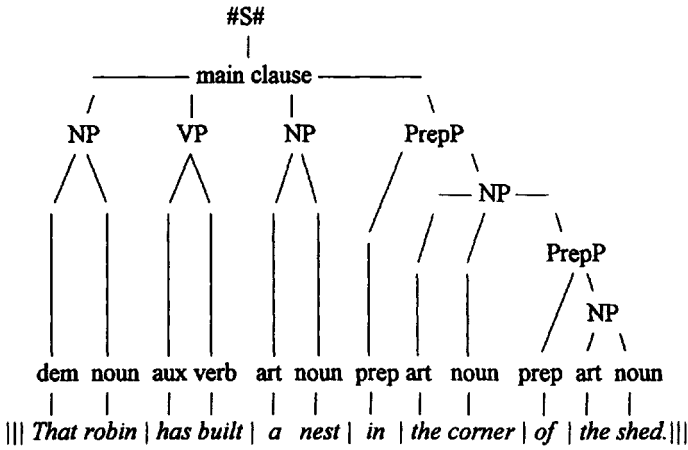 #S#
main clause
NP VP NP PrepP
NP
PrepP
NP
dem noun aux verb art noun prep art noun prep art noun
||| That robin | has built | a nest | in | the corner | of | the shed.|||